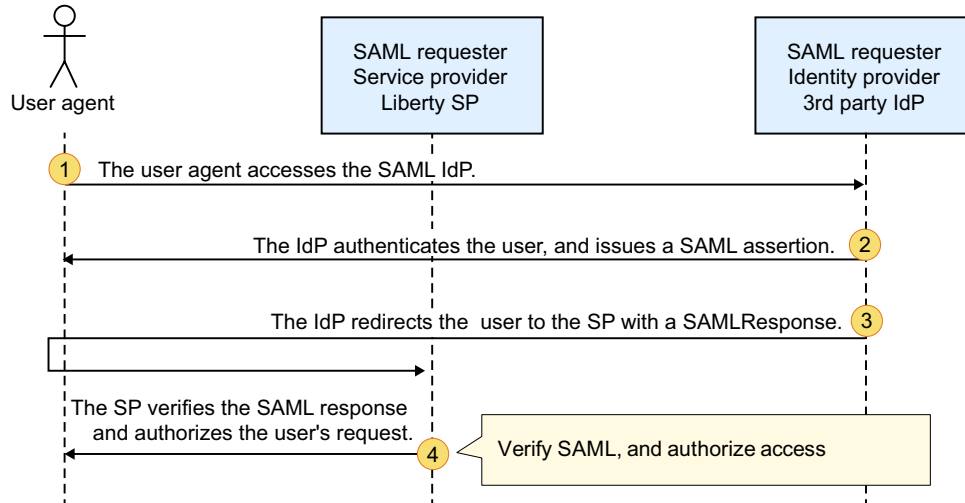 User agent
SAML requester
Service provider
Liberty SP
SAML requester
Identity provider
3rd party IdP
1
The user agent accesses the SAML IdP.
The IdP authenticates the user, and issues a SAML assertion.
2
The IdP redirects the user to the SP with a SAMLResponse.
3
The SP verifies the SAML response
and authorizes the user's request.
4
Verify SAML, and authorize access